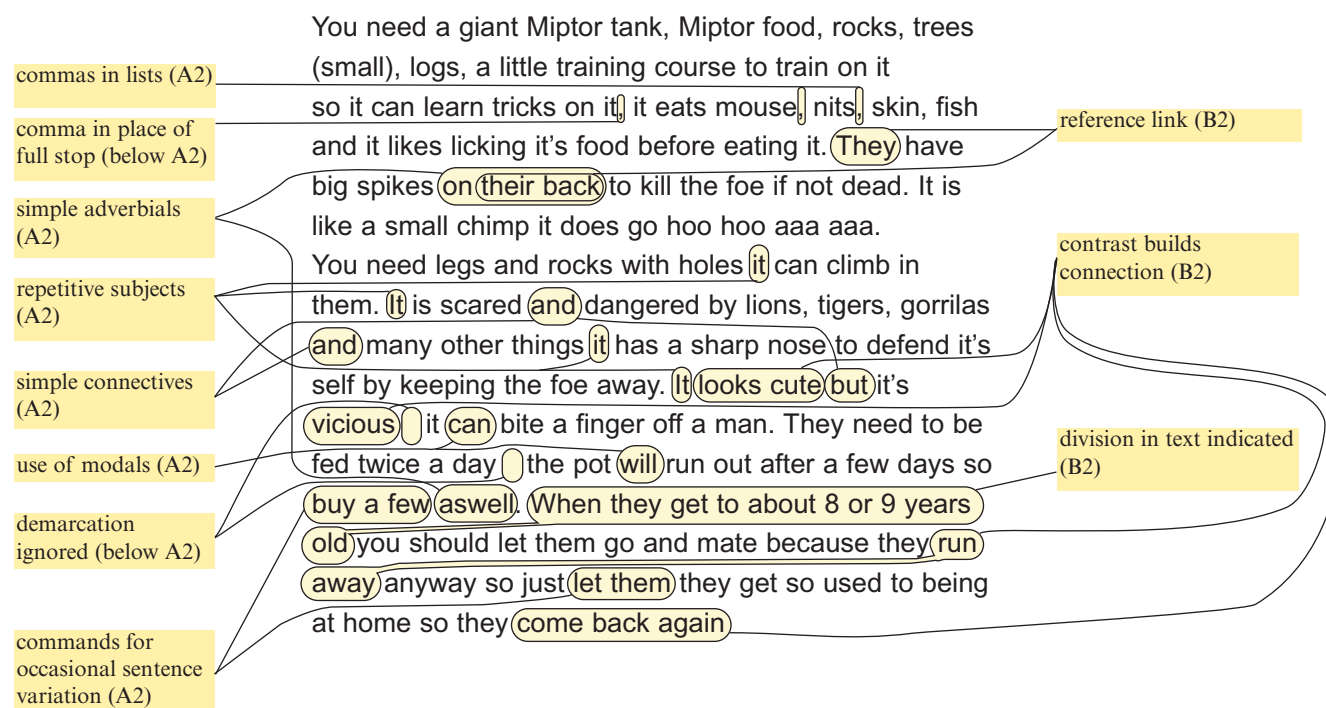 You need a giant Miptor tank, Miptor food, rocks, trees
(small), logs, a little training course to train on it
so it can learn tricks on it, it eats mouse, nits, skin, fish
and it likes licking it's food before eating it. They have
big spikes on their back to kill the foe if not dead. It is
like a small chimp it does go hoo hoo aaa aaa.
You need legs and rocks with holes it can climb in
them. It is scared and dangered by lions, tigers, gorrilas
and many other things it has a sharp nose to defend it's
self by keeping the foe away. It looks cute but it's
vicious it can bite a finger off a man. They need to be
fed twice a day the pot will run out after a few days so
buy a few aswell. When they get to about 8 or 9 years
old you should let them go and mate because they run
away anyway so just let them they get so used to being
at home so they come back again
commas in lists (A2)
comma in place of
full stop (below A2)
simple adverbials
(A2)
repetitive subjects
(A2)
simple connectives
(A2)
use of modals (A2)
demarcation
ignored (below A2)
commands for
occasional sentence
variation (A2)
reference link (B2)
contrast builds
connection (B2)
division in text indicated
(B2)